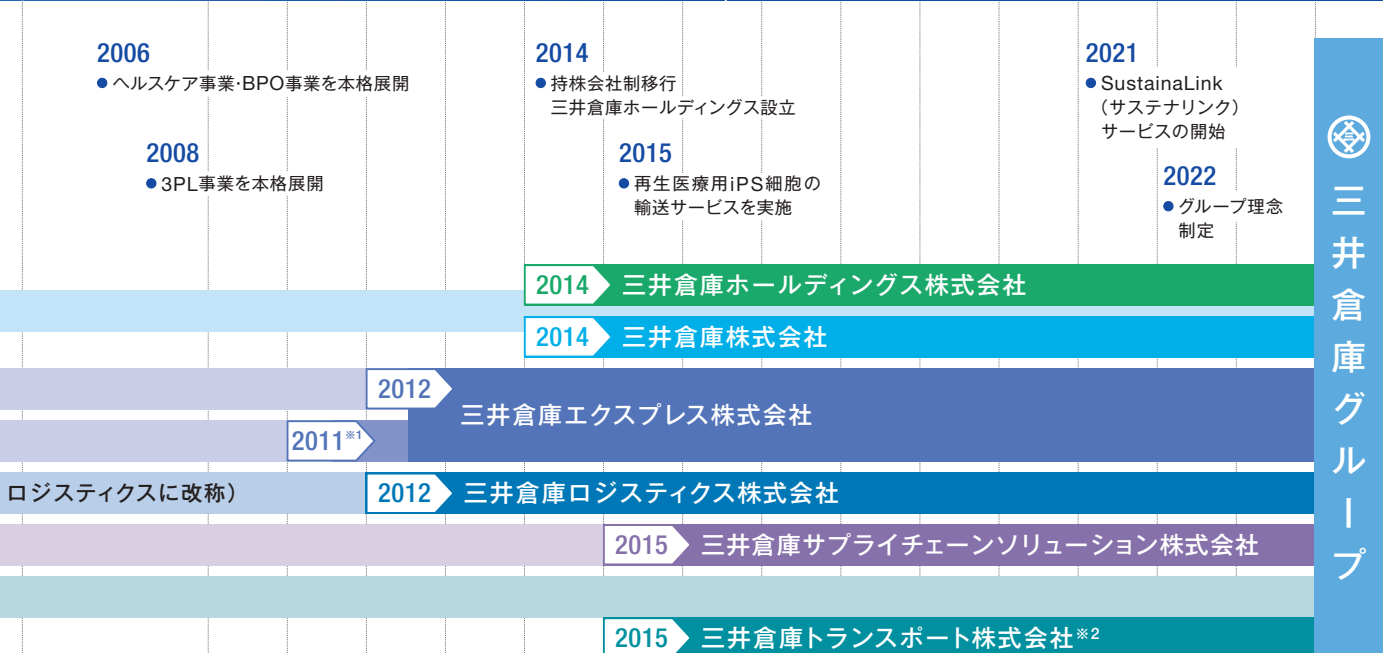 2006
●ヘルスケア事業・BPO事業を本格展開
2008
●3PL事業を本格展開
2014
●持株会社制移行
三井倉庫ホールディングス設立
2015
●再生医療用iPS細胞の
輸送サービスを実施
2021
●SustainaLink
（サステナリンク）
サービスの開始
2022
●グループ理念
制定
2014 三井倉庫ホールディングス株式会社
2014 三井倉庫株式会社
2012 三井倉庫エクスプレス株式会社
2011※1
ロジスティクスに改称） 2012 三井倉庫ロジスティクス株式会社
2015 三井倉庫サプライチェーンソリューション株式会社
2015 三井倉庫トランスポート株式会社※2
三井倉庫グループ